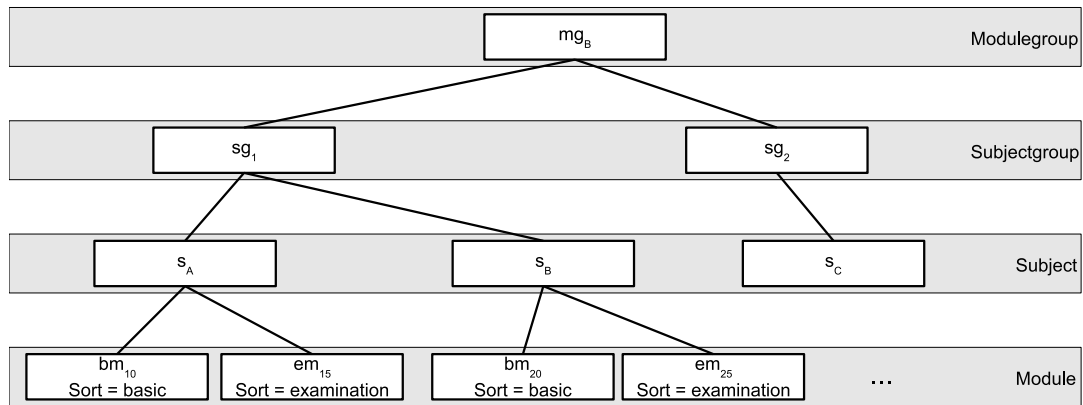 mg_B Modulegroup
sg_1 sg_2 Subjectgroup
s_A s_B s_C Subject
bm_10 em_15 bm_20 em_25
Sort = basic Sort = examination Sort = basic Sort = examination ... Module